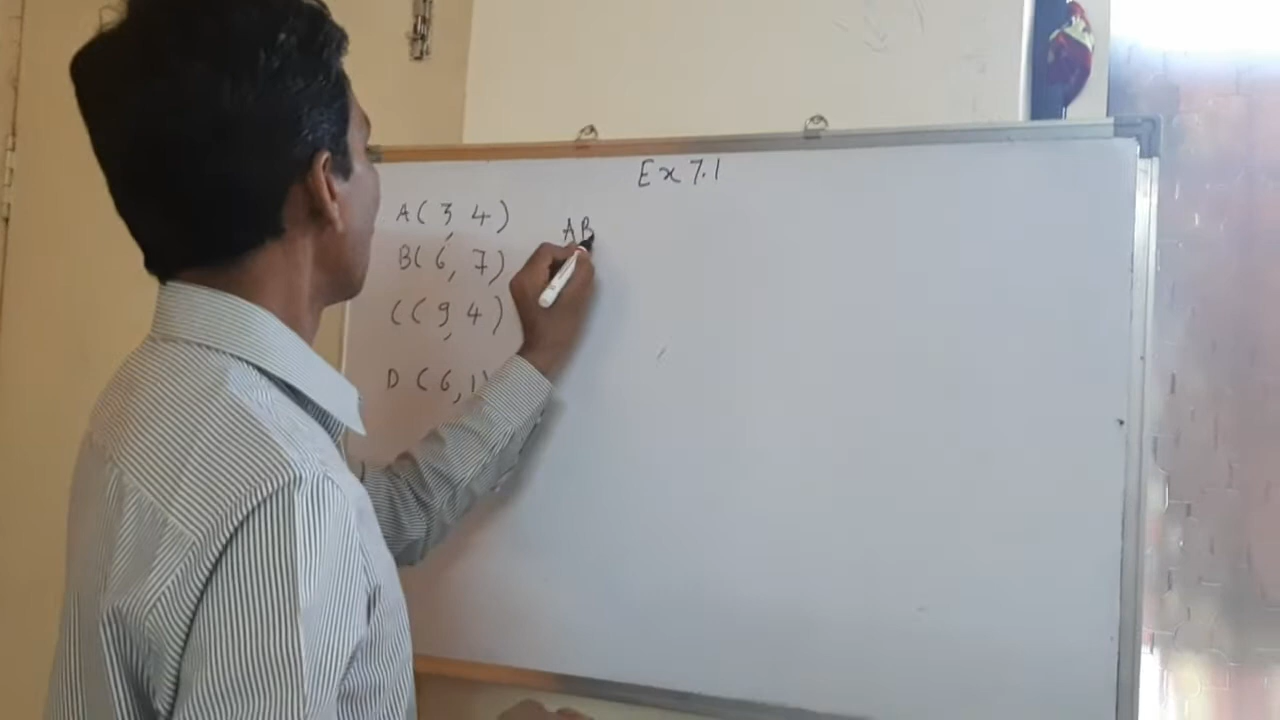 Ex 7.1
A(3, 4)
AB
B(6, 7)
C(9, 4)
D(6,1)